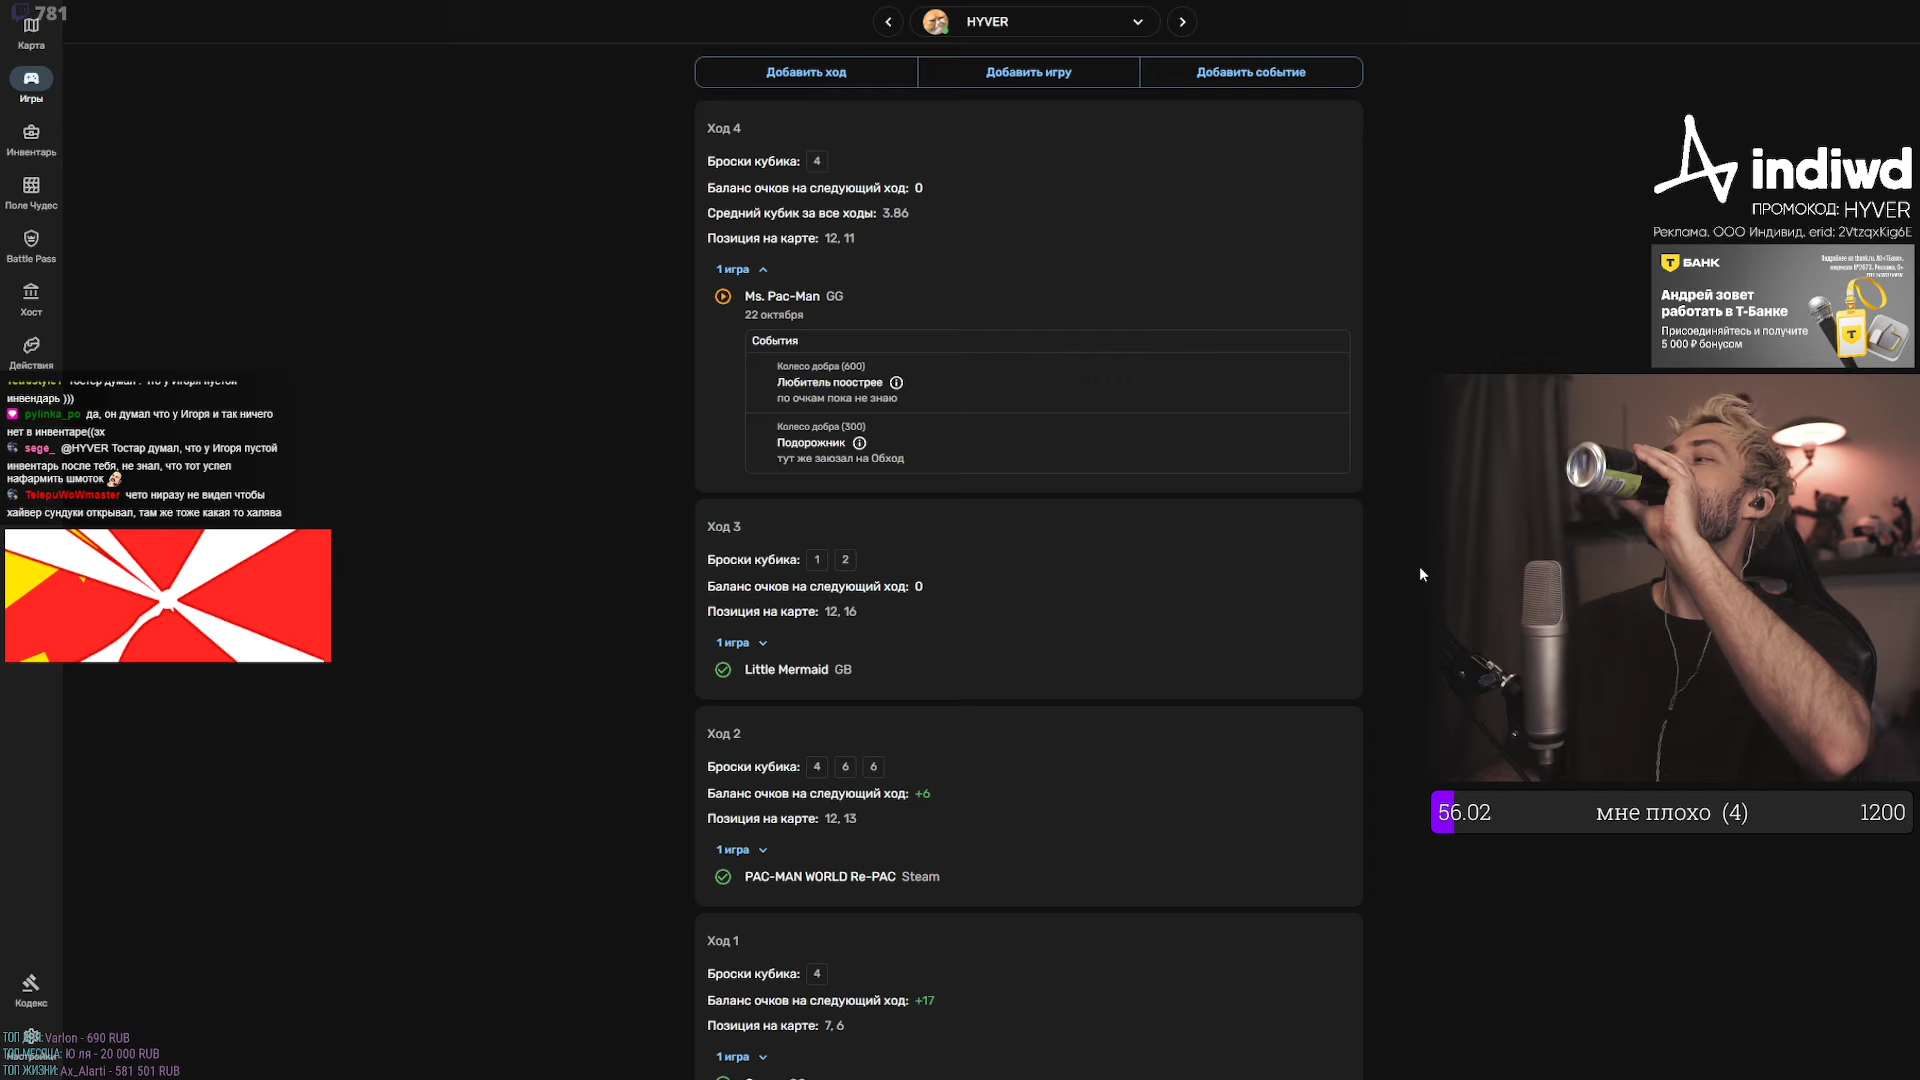 781
Карта
Игры
Инвентарь
Поле Чудес
Battle Pass
Хост
Действия
HYVER
Добавить ход
Добавить игру
Добавить событие
Ход 4
Броски кубика: 4
Баланс очков на следующий ход: 0
Средний кубик за все ходы: 3.86
Позиция на карте: 12, 11
1 игра
Ms. Pac-Man GG
22 октября
События
Колесо добра (600)
Любитель поострее
по очкам пока не знаю
Колесо добра (300)
Подорожник
тут же заюзал на Обход
Ход 3
Броски кубика: 1 2
Баланс очков на следующий ход: 0
Позиция на карте: 12, 16
1 игра
Little Mermaid GB
Ход 2
Броски кубика: 4 6 6
Баланс очков на следующий ход: +6
Позиция на карте: 12, 13
1 игра
PAC-MAN WORLD Re-PAC Steam
Ход 1
Броски кубика: 4
Баланс очков на следующий ход: +17
Позиция на карте: 7, 6
1 игра
инвендарь )))
pylinka_po да, он думал что у Игоря и так ничего
нет в инвентаре((эх
sege_ @HYVER Тостар думал, что у Игоря пустой
инвентарь после тебя, не знал, что тот успел
нафармить шмоток
TelepuWoWmaster чето ниразу не видел чтобы
хайвер сундуки открывал, там же тоже какая то халява
Кодекс
Настройки
ТОП ДНЯ: Varlon - 690 RUB
ТОП МЕСЯЦА: Ю ля - 20 000 RUB
ТОП ЖИЗНИ: Ax_Alarti - 581 501 RUB
indiwd
ПРОМОКОД: HYVER
Реклама. ООО Индивид. erid: 2VtzqxKig6E
Т БАНК
Андрей зовет
работать в Т-Банке
Присоединяйтесь и получите
5 000 ₽ бонусом
56.02 мне плохо (4) 1200